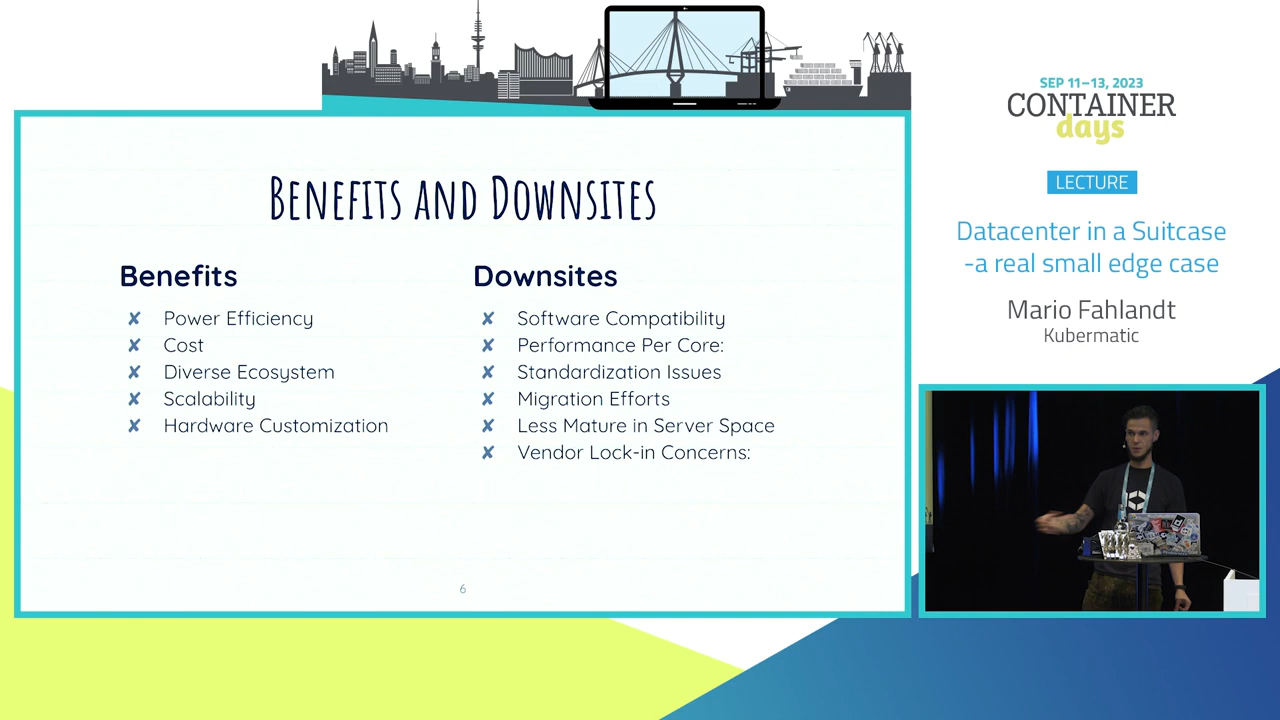 SEP 11–13, 2023
CONTAINER
days
LECTURE
Datacenter in a Suitcase
-a real small edge case
Mario Fahlandt
Kubermatic
Benefits and Downsites
Benefits
✘ Power Efficiency
✘ Cost
✘ Diverse Ecosystem
✘ Scalability
✘ Hardware Customization
Downsites
✘ Software Compatibility
✘ Performance Per Core:
✘ Standardization Issues
✘ Migration Efforts
✘ Less Mature in Server Space
✘ Vendor Lock-in Concerns:
6